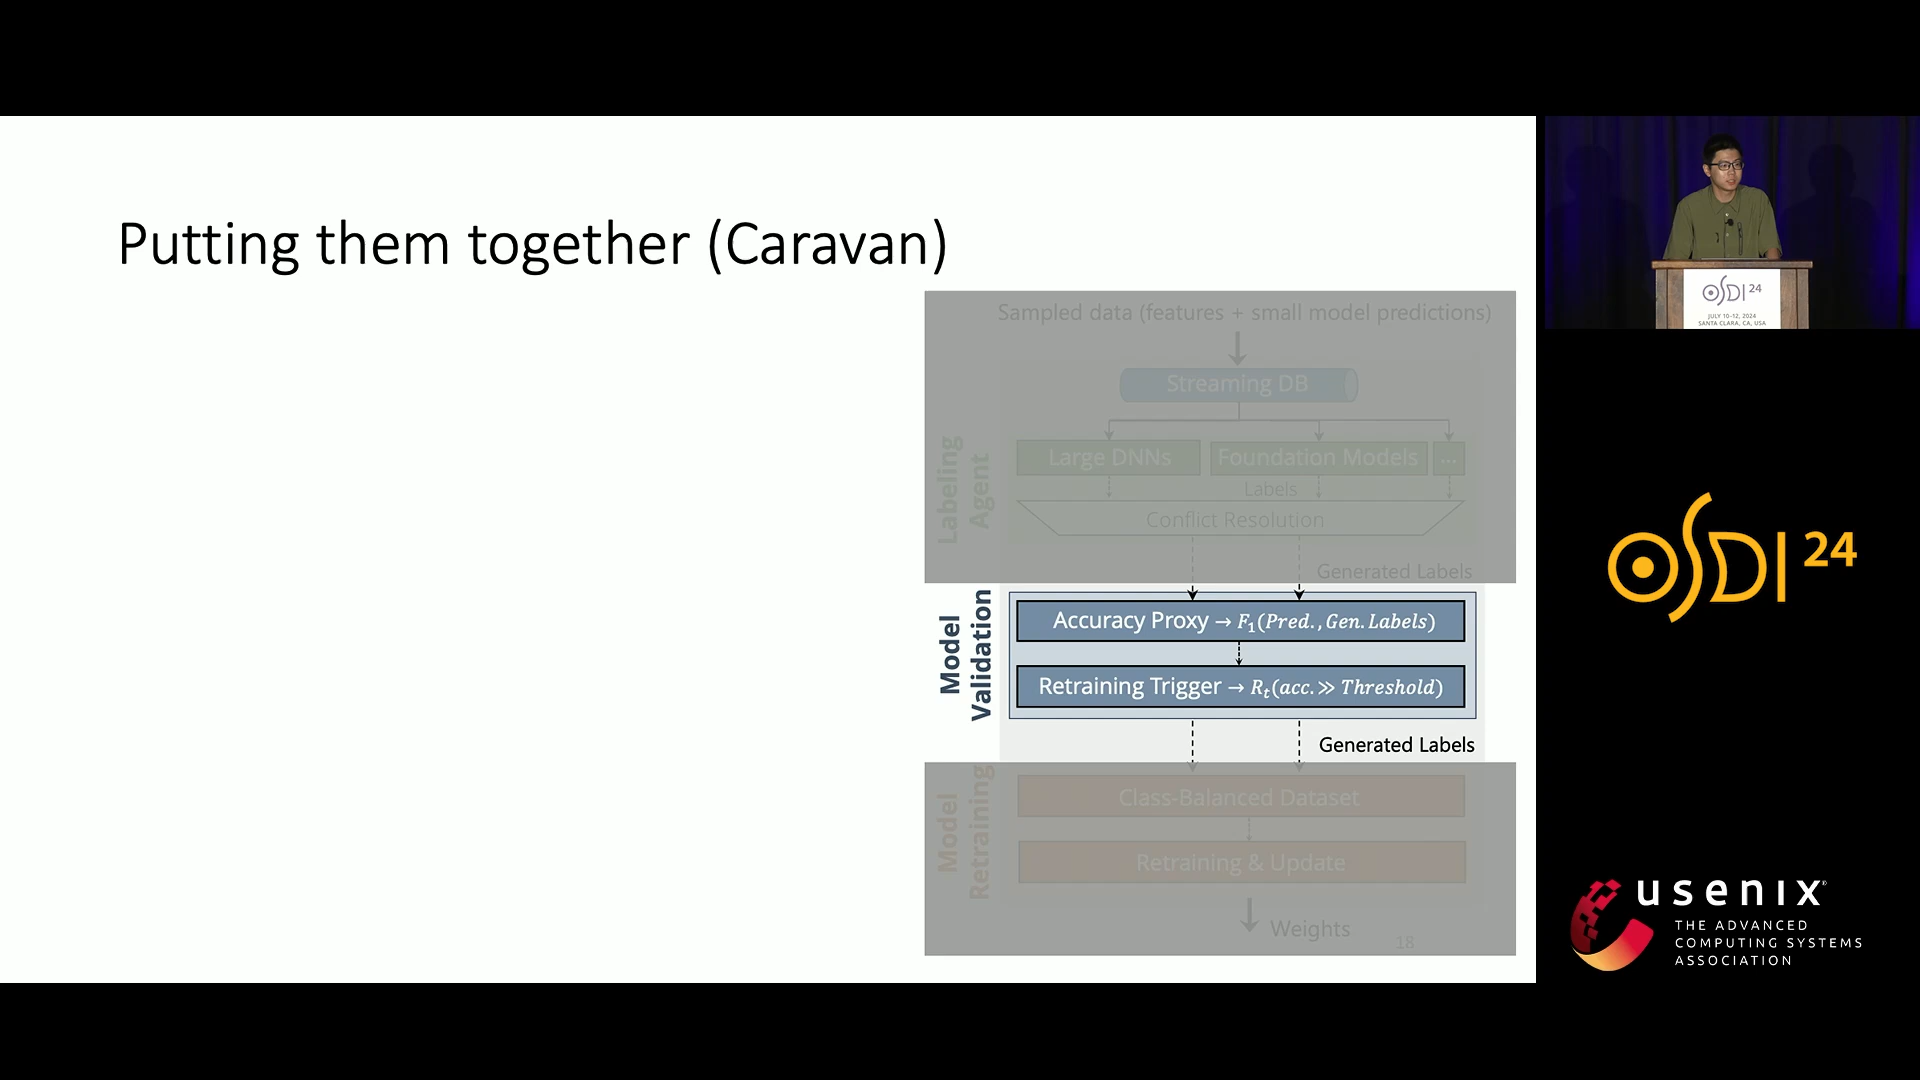 Putting them together (Caravan)
Sampled data (features + small model predictions)
Streaming DB
Labeling
Agent
Large DNNs
Foundation Models
...
Labels
Conflict Resolution
Generated Labels
Model
Validation
Accuracy Proxy → F₁(Pred., Gen. Labels)
Retraining Trigger → Rₜ(acc. ≫ Threshold)
Generated Labels
Model
Retraining
Class-Balanced Dataset
Retraining & Update
Weights
18
OSDI 24
JULY 10–12, 2024
SANTA CLARA, CA, USA
OSDI 24
usenix®
THE ADVANCED
COMPUTING SYSTEMS
ASSOCIATION